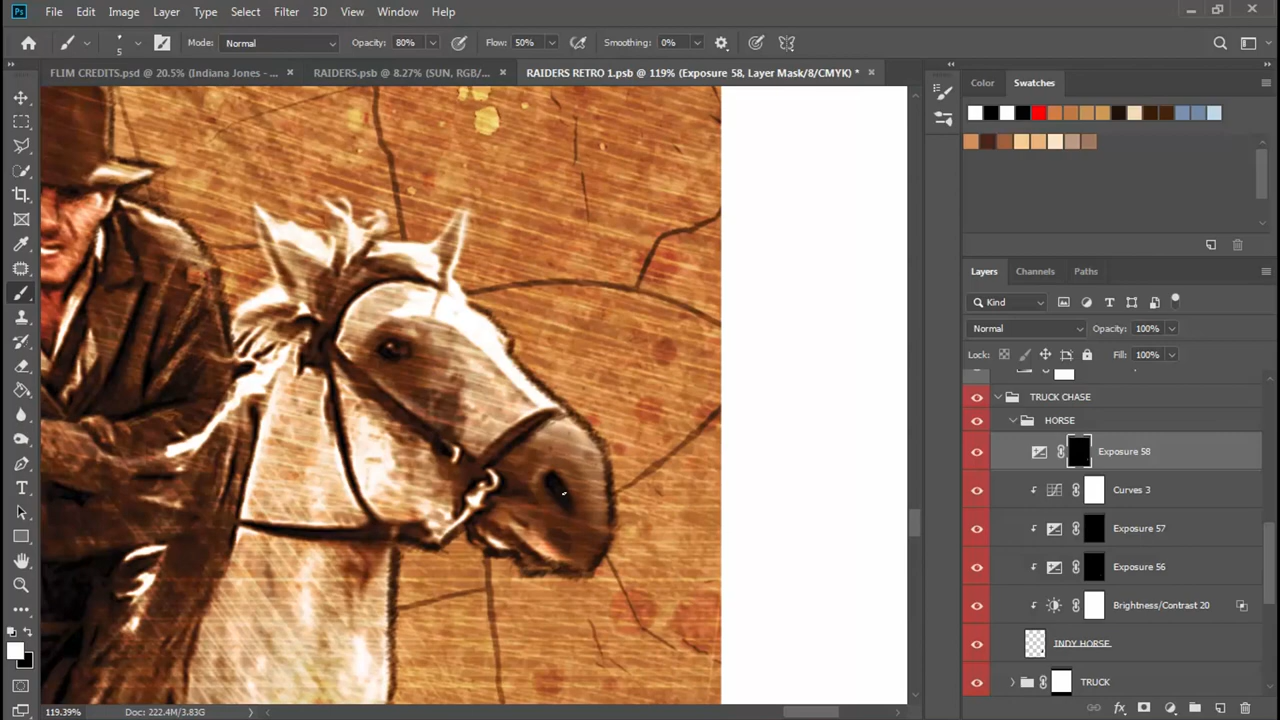 Ps File Edit Image Layer Type Select Filter 3D View Window Help
5 Mode: Normal Opacity: 80% Flow: 50% Smoothing: 0%
FLIM CREDITS.psd @ 20.5% (Indiana Jones - ... RAIDERS.psb @ 8.27% (SUN, RGB/... RAIDERS RETRO 1.psb @ 119% (Exposure 58, Layer Mask/8/CMYK) *
Color Swatches
Layers Channels Paths
Kind
Normal Opacity: 100%
Lock: Fill: 100%
TRUCK CHASE
HORSE
Exposure 58
Curves 3
Exposure 57
Exposure 56
Brightness/Contrast 20
INDY HORSE
TRUCK
119.39% Doc: 222.4M/3.83G